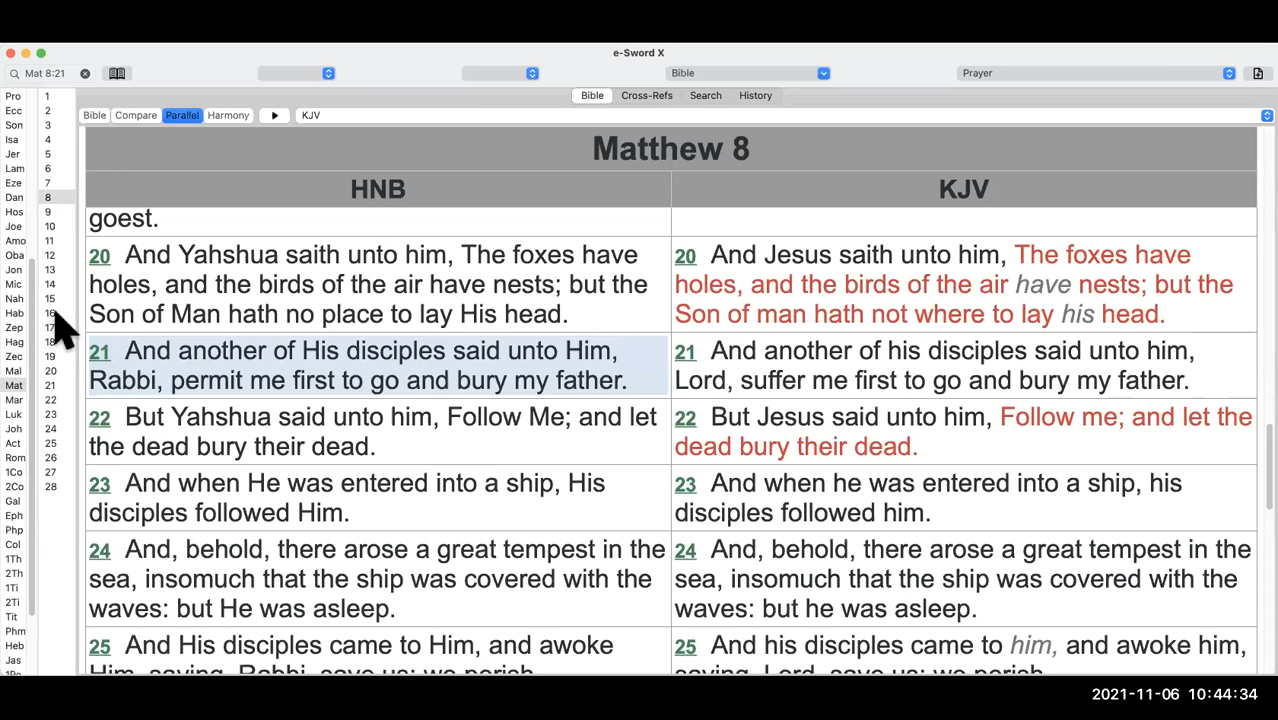 e-Sword X
Mat 8:21
Bible
Prayer
Bible
Cross-Refs
Search
History
Bible
Compare
Parallel
Harmony
KJV
Pro
Ecc
Son
Isa
Jer
Lam
Eze
Dan
Hos
Joe
Amo
Oba
Jon
Mic
Nah
Hab
Zep
Hag
Zec
Mal
Mat
Mar
Luk
Joh
Act
Rom
1Co
2Co
Gal
Eph
Php
Col
1Th
2Th
1Ti
2Ti
Tit
Phm
Heb
Jas
1
2
3
4
5
6
7
8
9
10
11
12
13
14
15
16
17
18
19
20
21
22
23
24
25
26
27
28
Matthew 8
HNB
goest.
20 And Yahshua saith unto him, The foxes have
holes, and the birds of the air have nests; but the
Son of Man hath no place to lay His head.
21 And another of His disciples said unto Him,
Rabbi, permit me first to go and bury my father.
22 But Yahshua said unto him, Follow Me; and let
the dead bury their dead.
23 And when He was entered into a ship, His
disciples followed Him.
24 And, behold, there arose a great tempest in the
sea, insomuch that the ship was covered with the
waves: but He was asleep.
25 And His disciples came to Him, and awoke
Him, saying, Rabbi, save us: we perish.
KJV
20 And Jesus saith unto him, The foxes have
holes, and the birds of the air have nests; but the
Son of man hath not where to lay his head.
21 And another of his disciples said unto him,
Lord, suffer me first to go and bury my father.
22 But Jesus said unto him, Follow me; and let the
dead bury their dead.
23 And when he was entered into a ship, his
disciples followed him.
24 And, behold, there arose a great tempest in the
sea, insomuch that the ship was covered with the
waves: but he was asleep.
25 And his disciples came to him, and awoke him,
saying, Lord, save us: we perish.
2021-11-06 10:44:34